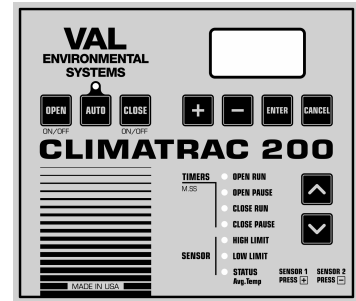 VAL
ENVIRONMENTAL
SYSTEMS
OPEN AUTO CLOSE + − ENTER CANCEL
ON/OFF ON/OFF
CLIMATRAC 200
TIMERS OPEN RUN
M.SS OPEN PAUSE
CLOSE RUN
CLOSE PAUSE
HIGH LIMIT
SENSOR LOW LIMIT
STATUS SENSOR 1 SENSOR 2
Avg.Temp PRESS + PRESS −
MADE IN USA